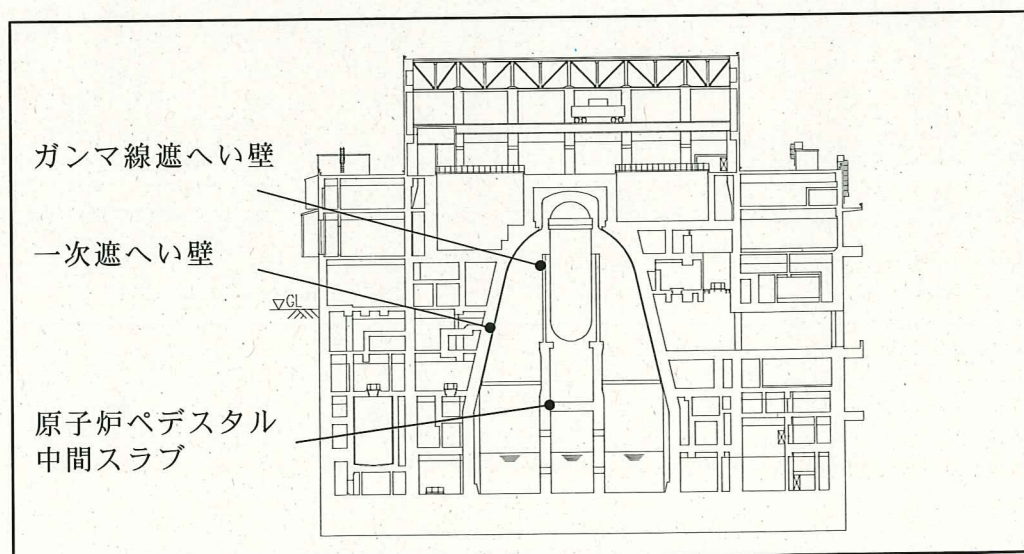 ガンマ線遮へい壁
一次遮へい壁
▽GL
原子炉ペデスタル
中間スラブ